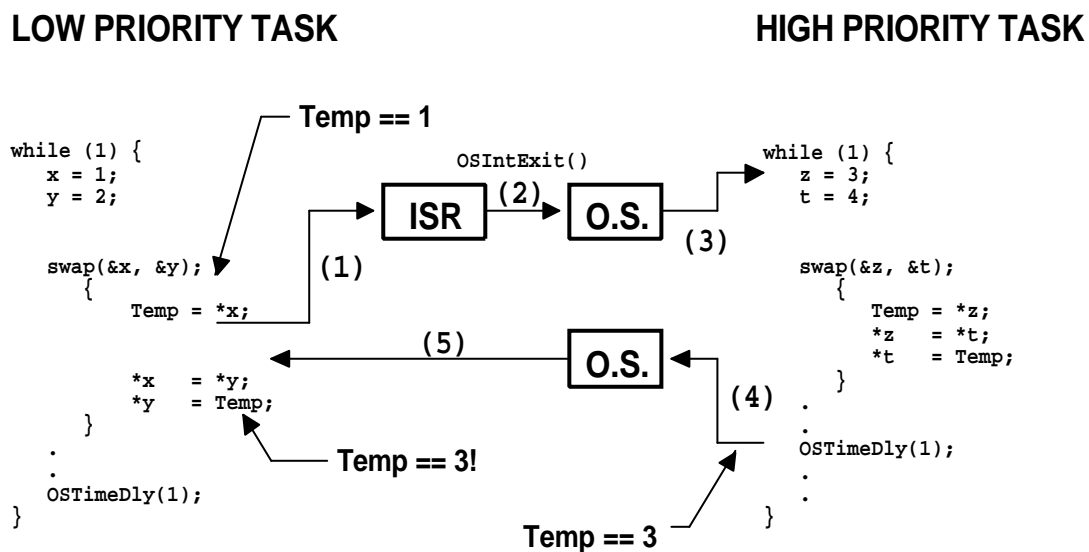 LOW PRIORITY TASK
HIGH PRIORITY TASK
Temp == 1
while (1) {
x = 1;
y = 2;
swap(&x, &y);
{
Temp = *x;
*x = *y;
*y = Temp;
}
.
.
OSTimeDly(1);
}
Temp == 3!
(1)
ISR
OSIntExit()
(2)
O.S.
(3)
while (1) {
z = 3;
t = 4;
swap(&z, &t);
{
Temp = *z;
*z = *t;
*t = Temp;
}
.
.
OSTimeDly(1);
.
.
}
(4)
Temp == 3
O.S.
(5)